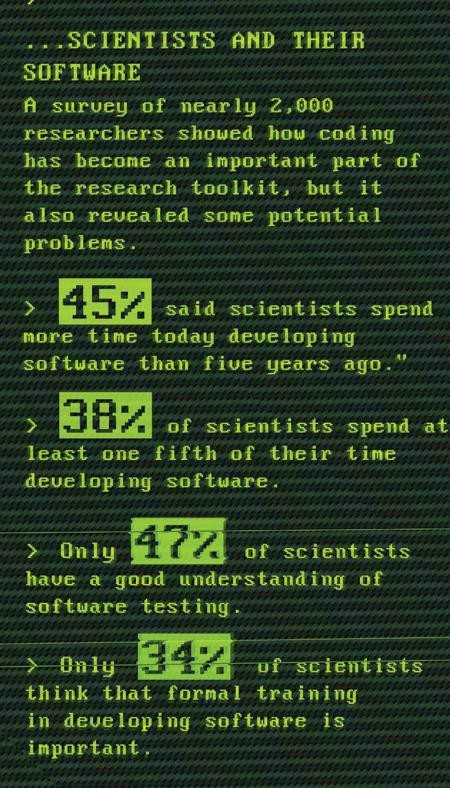 ...SCIENTISTS AND THEIR
SOFTWARE
A survey of nearly 2,000
researchers showed how coding
has become an important part of
the research toolkit, but it
also revealed some potential
problems.
> 45% said scientists spend
more time today developing
software than five years ago."
> 38% of scientists spend at
least one fifth of their time
developing software.
> Only 47% of scientists
have a good understanding of
software testing.
> Only 34% of scientists
think that formal training
in developing software is
important.